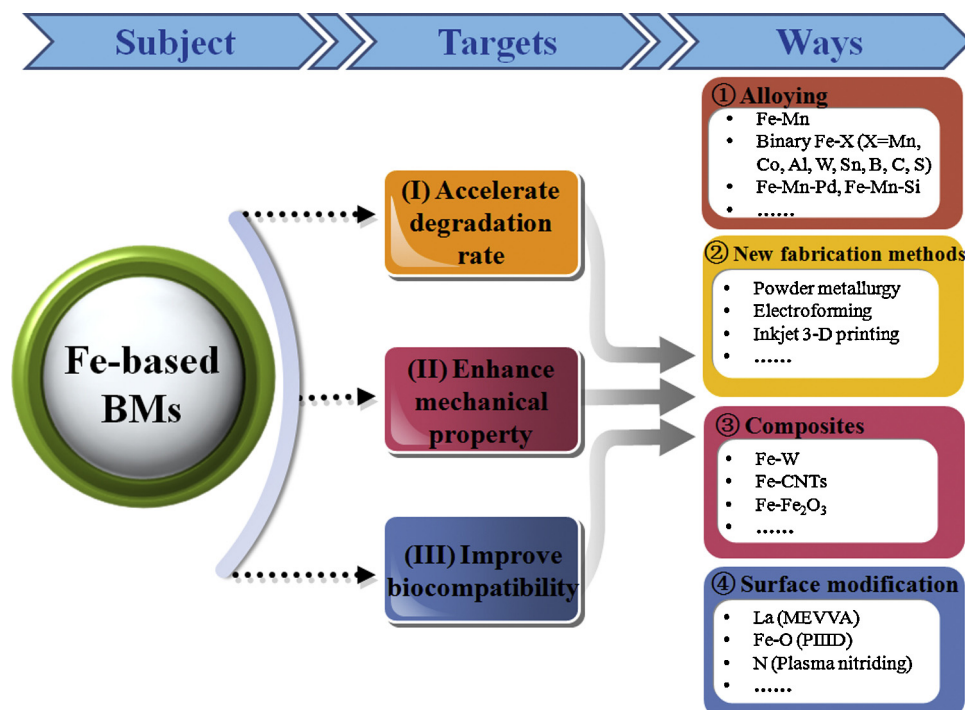 Subject
Targets
Ways
Fe-based
BMs
(I) Accelerate
degradation
rate
(II) Enhance
mechanical
property
(III) Improve
biocompatibility
① Alloying
• Fe-Mn
• Binary Fe-X (X=Mn,
Co, Al, W, Sn, B, C, S)
• Fe-Mn-Pd, Fe-Mn-Si
• ......
② New fabrication methods
• Powder metallurgy
• Electroforming
• Inkjet 3-D printing
• ......
③ Composites
• Fe-W
• Fe-CNTs
• Fe-Fe₂O₃
• ......
④ Surface modification
• La (MEVVA)
• Fe-O (PIIID)
• N (Plasma nitriding)
• ......